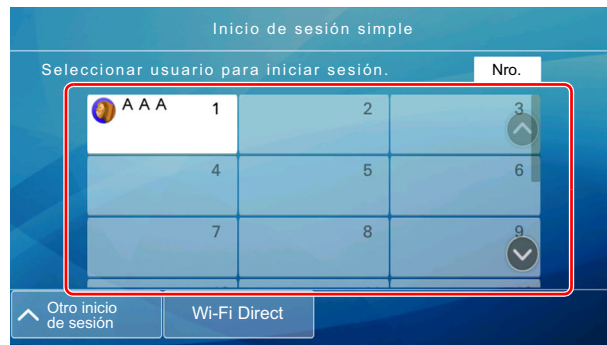 Inicio de sesión simple
Seleccionar usuario para iniciar sesión.
Nro.
A A A 1
2
3
4
5
6
7
8
9
Otro inicio
de sesión
Wi-Fi Direct